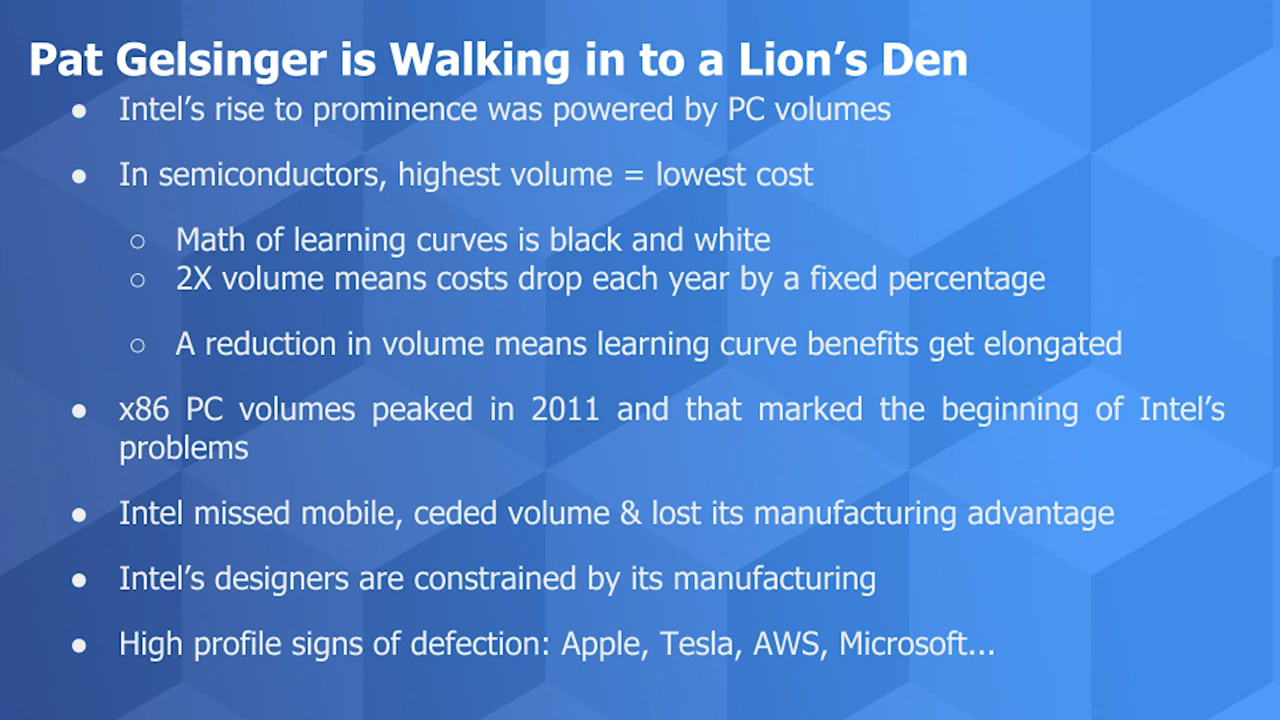 Pat Gelsinger is Walking in to a Lion’s Den
● Intel’s rise to prominence was powered by PC volumes
● In semiconductors, highest volume = lowest cost
○ Math of learning curves is black and white
○ 2X volume means costs drop each year by a fixed percentage
○ A reduction in volume means learning curve benefits get elongated
● x86 PC volumes peaked in 2011 and that marked the beginning of Intel’s
problems
● Intel missed mobile, ceded volume & lost its manufacturing advantage
● Intel’s designers are constrained by its manufacturing
● High profile signs of defection: Apple, Tesla, AWS, Microsoft...